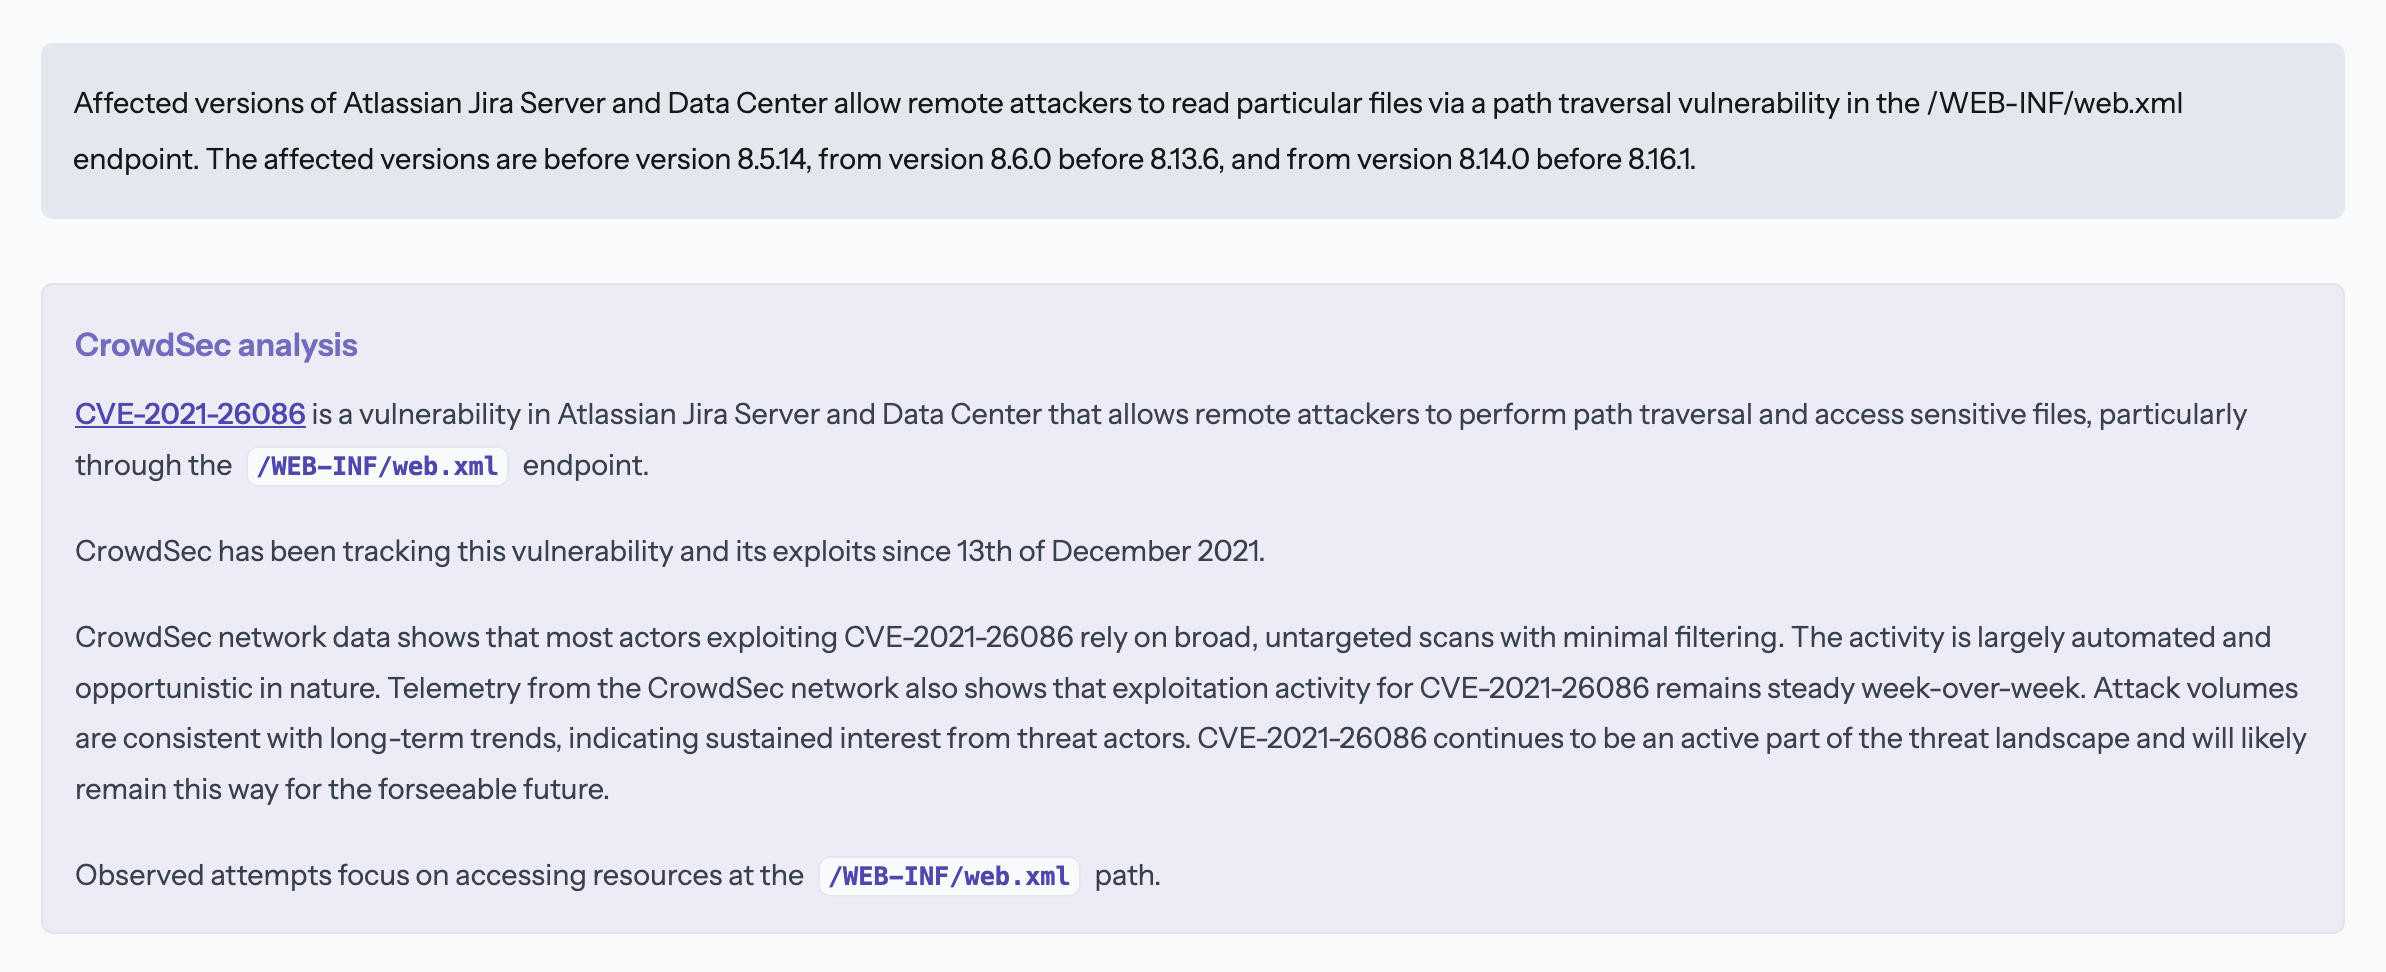 Affected versions of Atlassian Jira Server and Data Center allow remote attackers to read particular files via a path traversal vulnerability in the /WEB-INF/web.xml
endpoint. The affected versions are before version 8.5.14, from version 8.6.0 before 8.13.6, and from version 8.14.0 before 8.16.1.
CrowdSec analysis
CVE-2021-26086 is a vulnerability in Atlassian Jira Server and Data Center that allows remote attackers to perform path traversal and access sensitive files, particularly
through the /WEB-INF/web.xml endpoint.
CrowdSec has been tracking this vulnerability and its exploits since 13th of December 2021.
CrowdSec network data shows that most actors exploiting CVE-2021-26086 rely on broad, untargeted scans with minimal filtering. The activity is largely automated and
opportunistic in nature. Telemetry from the CrowdSec network also shows that exploitation activity for CVE-2021-26086 remains steady week-over-week. Attack volumes
are consistent with long-term trends, indicating sustained interest from threat actors. CVE-2021-26086 continues to be an active part of the threat landscape and will likely
remain this way for the forseeable future.
Observed attempts focus on accessing resources at the /WEB-INF/web.xml path.